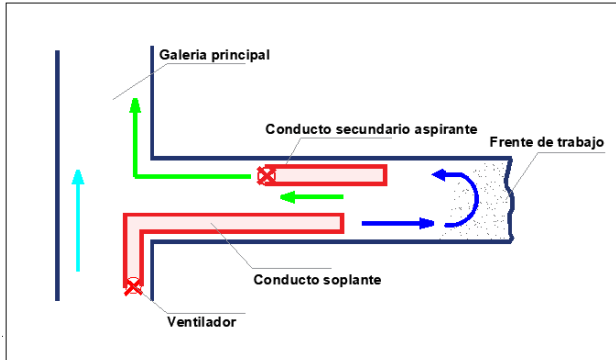 Galeria principal
Conducto secundario aspirante
Frente de trabajo
Conducto soplante
Ventilador